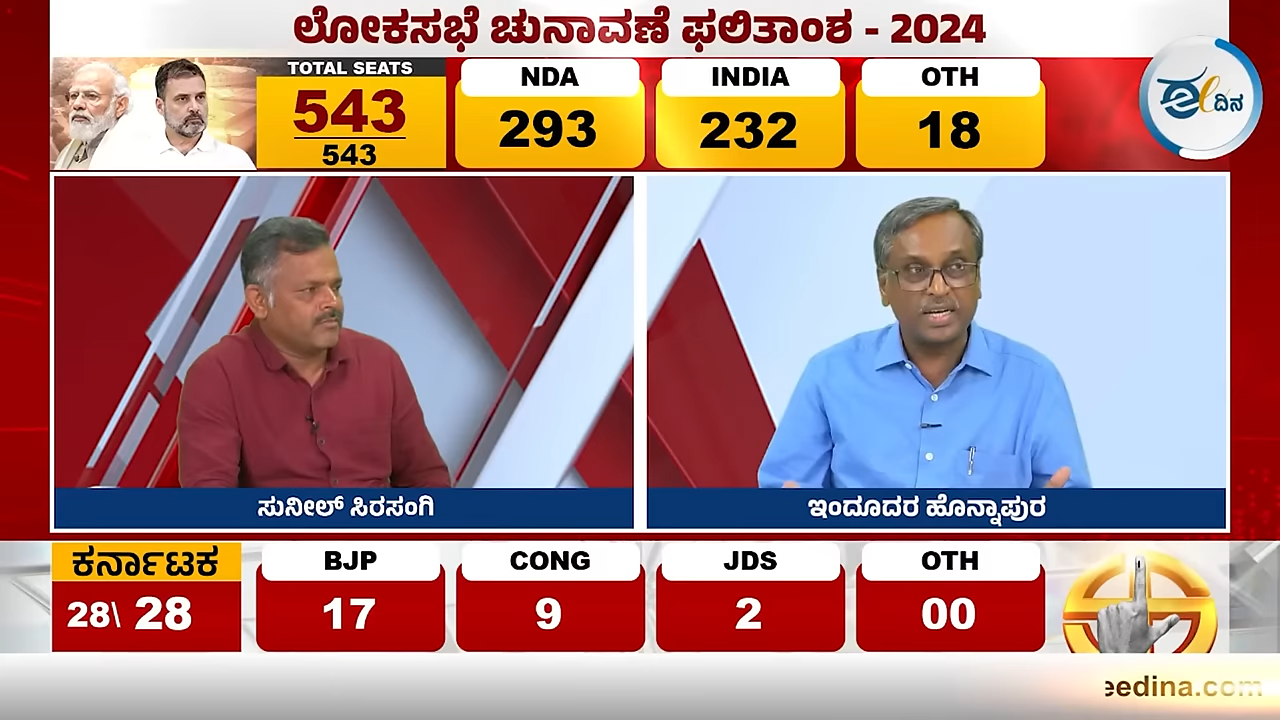 ಲೋಕಸಭೆ ಚುನಾವಣೆ ಫಲಿತಾಂಶ - 2024
TOTAL SEATS
543
543
NDA
293
INDIA
232
OTH
18
ಈದಿನ
ಸುನೀಲ್ ಸಿರಸಂಗಿ
ಇಂದೂದರ ಹೊನ್ನಾಪುರ
ಕರ್ನಾಟಕ
28\ 28
BJP
17
CONG
9
JDS
2
OTH
00
eedina.com